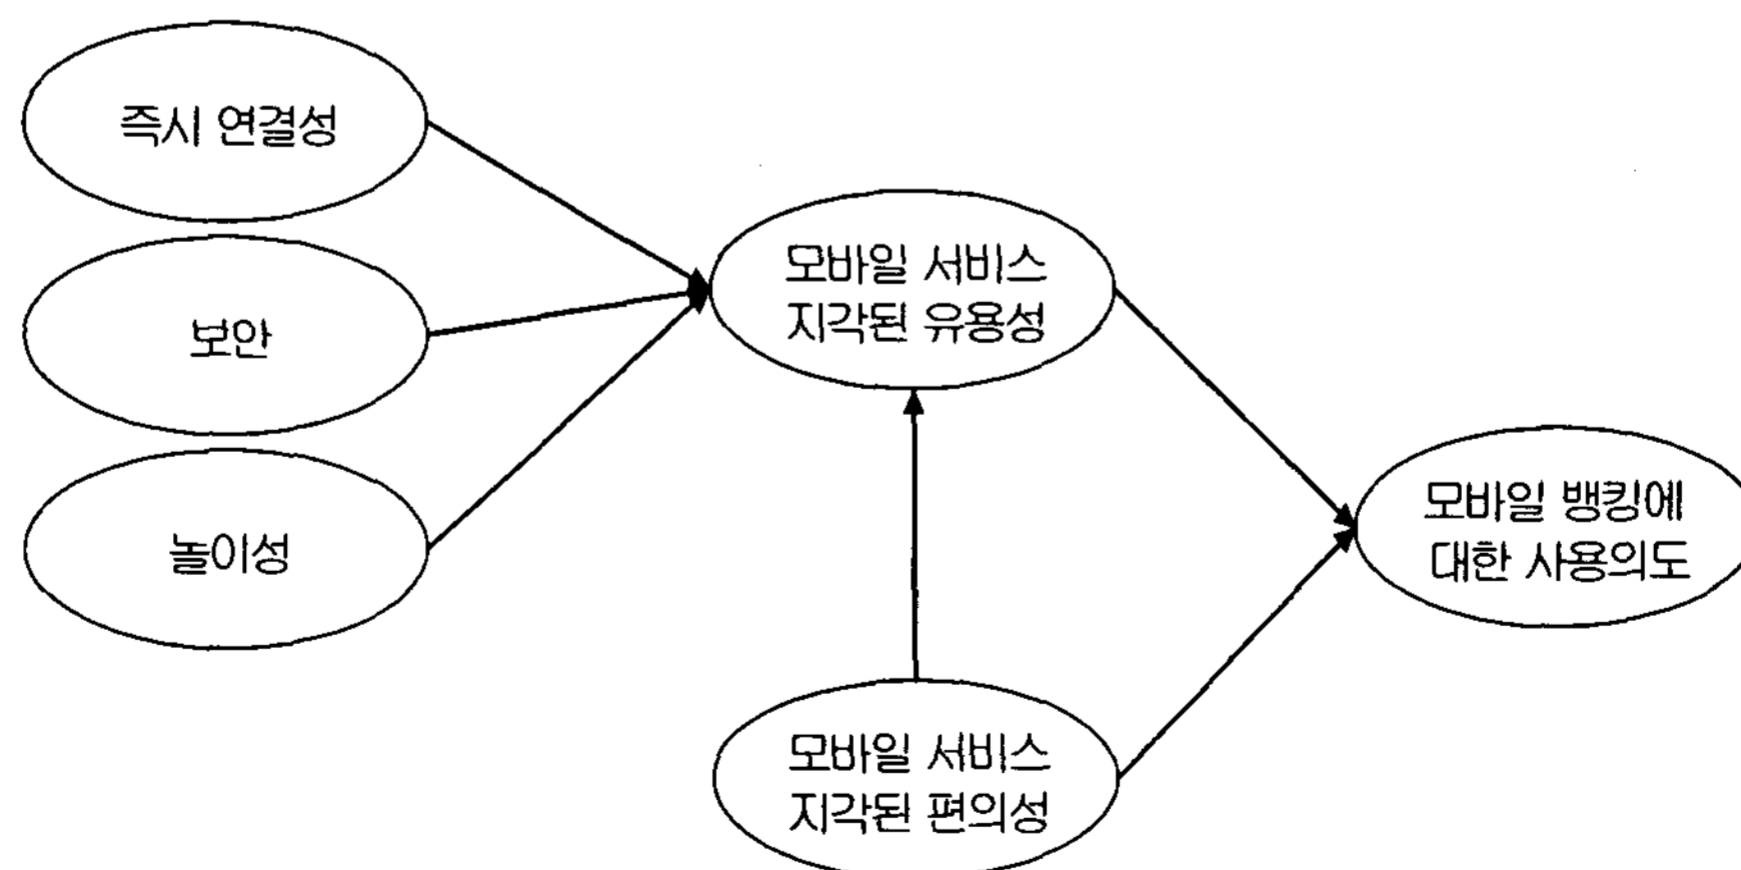 즉시 연결성
보안
놀이성
모바일 서비스
지각된 유용성
모바일 서비스
지각된 편의성
모바일 뱅킹에
대한 사용의도